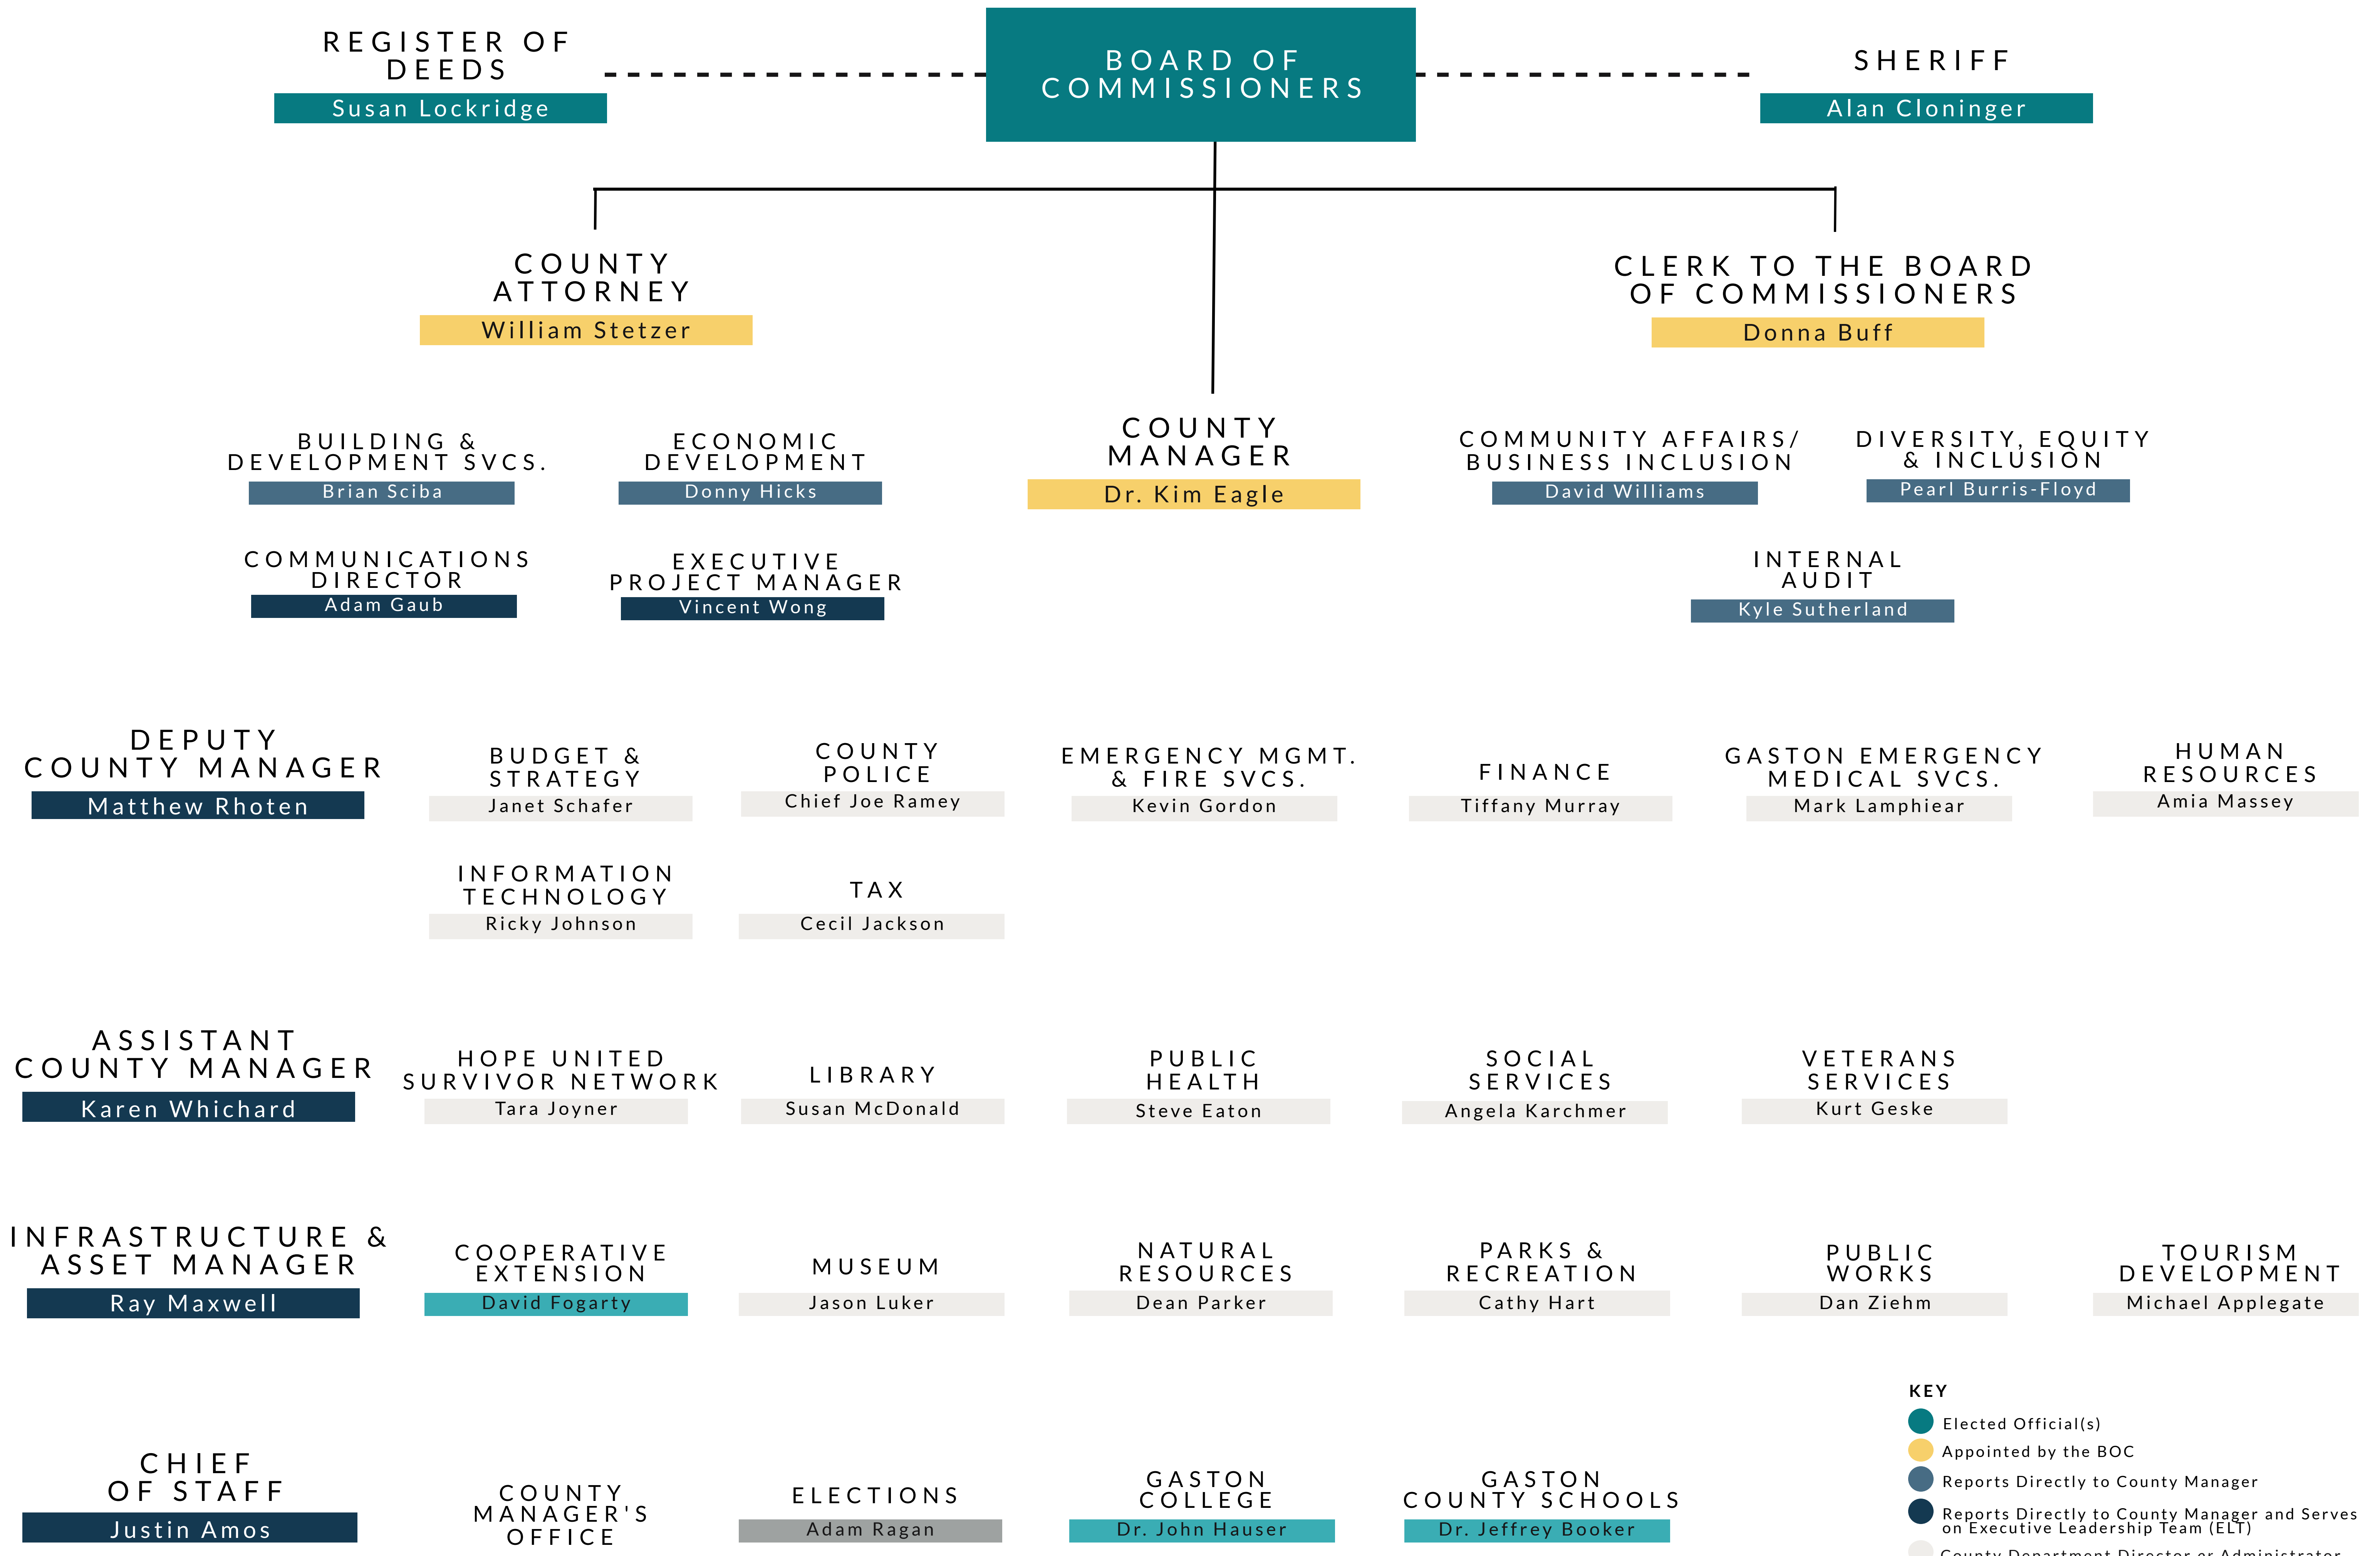 REGISTER OF
DEEDS
Susan Lockridge
BOARD OF
COMMISSIONERS
SHERIFF
Alan Cloninger
COUNTY
ATTORNEY
William Stetzer
CLERK TO THE BOARD
OF COMMISSIONERS
Donna Buff
BUILDING &
DEVELOPMENT SVCS.
Brian Sciba
ECONOMIC
DEVELOPMENT
Donny Hicks
COUNTY
MANAGER
Dr. Kim Eagle
COMMUNITY AFFAIRS/
BUSINESS INCLUSION
David Williams
DIVERSITY, EQUITY
& INCLUSION
Pearl Burris-Floyd
COMMUNICATIONS
DIRECTOR
Adam Gaub
EXECUTIVE
PROJECT MANAGER
Vincent Wong
INTERNAL
AUDIT
Kyle Sutherland
DEPUTY
COUNTY MANAGER
Matthew Rhoten
BUDGET &
STRATEGY
Janet Schafer
COUNTY
POLICE
Chief Joe Ramey
EMERGENCY MGMT.
& FIRE SVCS.
Kevin Gordon
FINANCE
Tiffany Murray
GASTON EMERGENCY
MEDICAL SVCS.
Mark Lamphiear
HUMAN
RESOURCES
Amia Massey
INFORMATION
TECHNOLOGY
Ricky Johnson
TAX
Cecil Jackson
ASSISTANT
COUNTY MANAGER
Karen Whichard
HOPE UNITED
SURVIVOR NETWORK
Tara Joyner
LIBRARY
Susan McDonald
PUBLIC
HEALTH
Steve Eaton
SOCIAL
SERVICES
Angela Karchmer
VETERANS
SERVICES
Kurt Geske
INFRASTRUCTURE &
ASSET MANAGER
Ray Maxwell
COOPERATIVE
EXTENSION
David Fogarty
MUSEUM
Jason Luker
NATURAL
RESOURCES
Dean Parker
PARKS &
RECREATION
Cathy Hart
PUBLIC
WORKS
Dan Ziehm
TOURISM
DEVELOPMENT
Michael Applegate
CHIEF
OF STAFF
Justin Amos
COUNTY
MANAGER'S
OFFICE
ELECTIONS
Adam Ragan
GASTON
COLLEGE
Dr. John Hauser
GASTON
COUNTY SCHOOLS
Dr. Jeffrey Booker
KEY
Elected Official(s)
Appointed by the BOC
Reports Directly to County Manager
Reports Directly to County Manager and Serves
on Executive Leadership Team (ELT)
County Department Director or Administrator